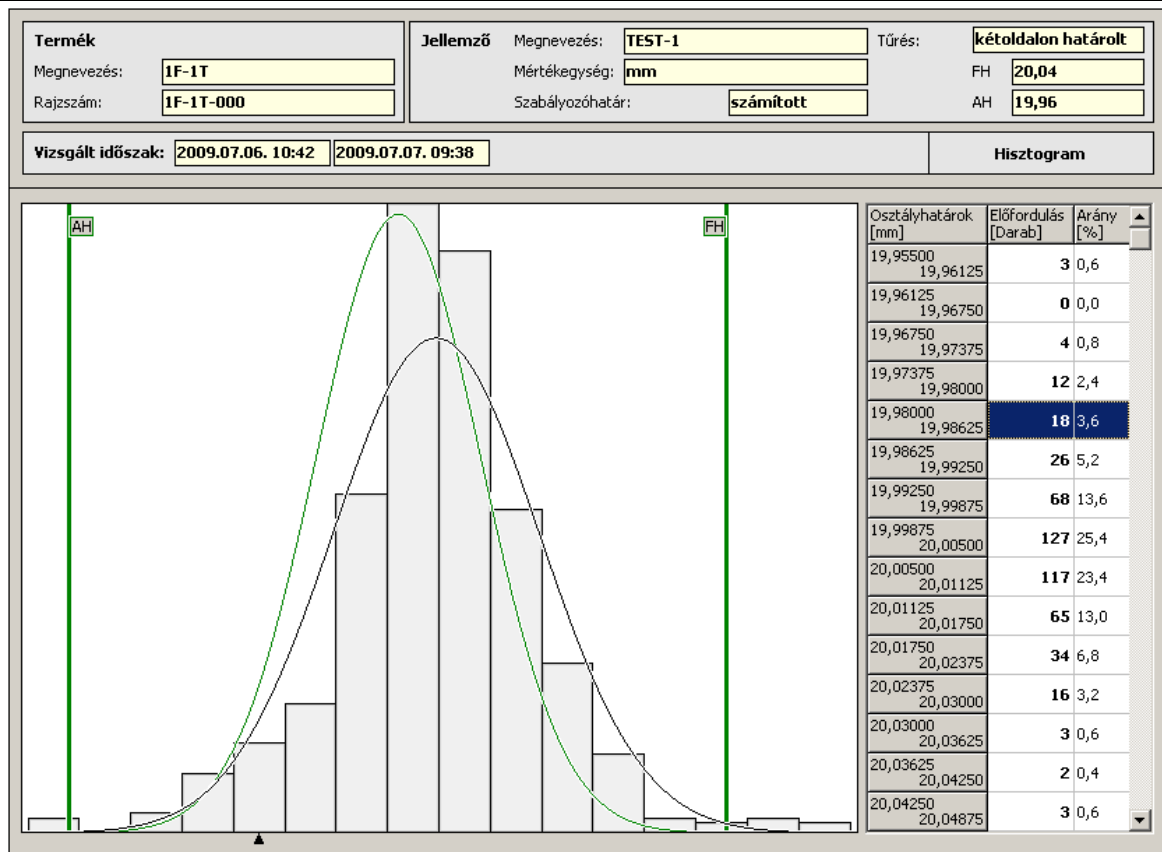 Termék
Megnevezés: 1F-1T
Rajzszám: 1F-1T-000
Jellemző Megnevezés: TEST-1
Mértékegység: mm
Szabályozóhatár: számított
Tűrés: kétoldalon határolt
FH 20,04
AH 19,96
Vizsgált időszak: 2009.07.06. 10:42 2009.07.07. 09:38
Hisztogram
AH
FH
Osztályhatárok Előfordulás Arány
[mm] [Darab] [%]
19,95500
19,96125 3 0,6
19,96125
19,96750 0 0,0
19,96750
19,97375 4 0,8
19,97375
19,98000 12 2,4
19,98000
19,98625 18 3,6
19,98625
19,99250 26 5,2
19,99250
19,99875 68 13,6
19,99875
20,00500 127 25,4
20,00500
20,01125 117 23,4
20,01125
20,01750 65 13,0
20,01750
20,02375 34 6,8
20,02375
20,03000 16 3,2
20,03000
20,03625 3 0,6
20,03625
20,04250 2 0,4
20,04250
20,04875 3 0,6